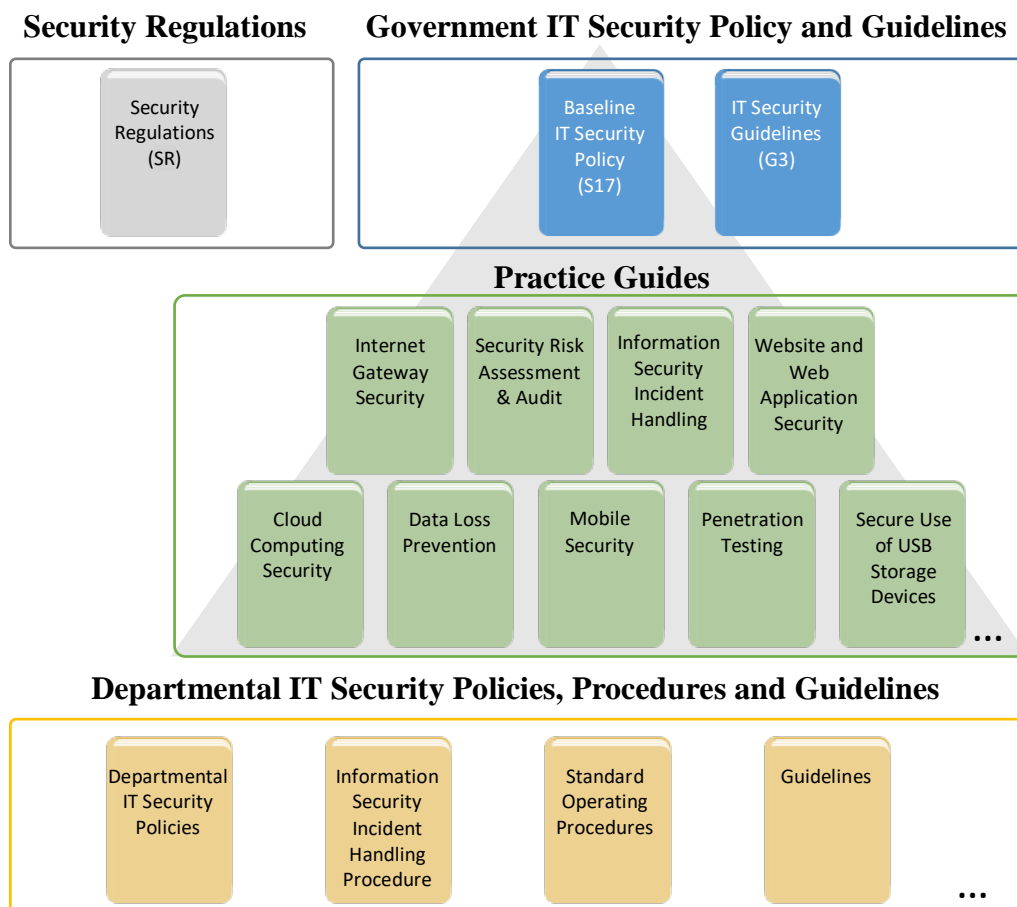 Security Regulations
Government IT Security Policy and Guidelines
Security
Regulations
(SR)
Baseline
IT Security
Policy
(S17)
IT Security
Guidelines
(G3)
Practice Guides
Internet
Gateway
Security
Security Risk
Assessment
& Audit
Information
Security
Incident
Handling
Website and
Web
Application
Security
Cloud
Computing
Security
Data Loss
Prevention
Mobile
Security
Penetration
Testing
Secure Use
of USB
Storage
Devices
...
Departmental IT Security Policies, Procedures and Guidelines
Departmental
IT Security
Policies
Information
Security
Incident
Handling
Procedure
Standard
Operating
Procedures
Guidelines
...